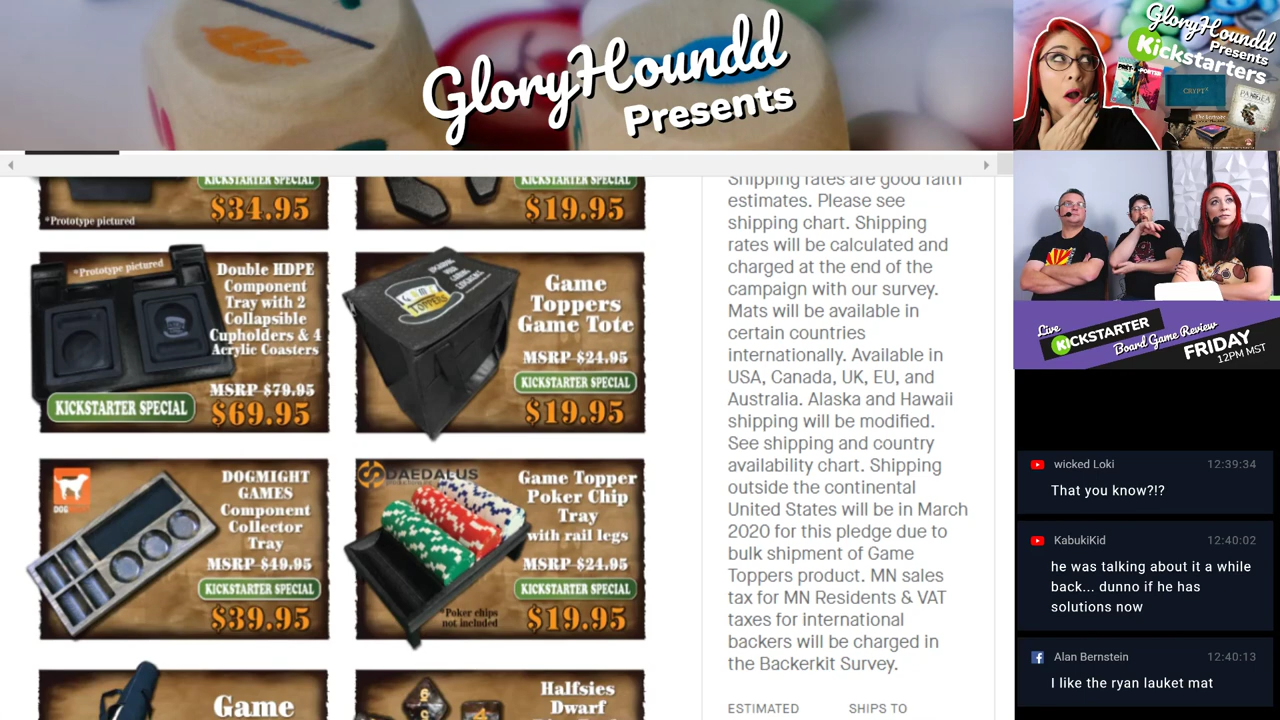 GloryHoundd
Presents
GloryHoundd
Presents
Kickstarters
CRYPT
PANGEA
KICKSTARTER SPECIAL
$34.95
*Prototype pictured
KICKSTARTER SPECIAL
$19.95
*Prototype pictured
Double HDPE
Component
Tray with 2
Collapsible
Cupholders & 4
Acrylic Coasters
MSRP $79.95
KICKSTARTER SPECIAL
$69.95
GAME
TOPPERS
Game
Toppers
Game Tote
MSRP $24.95
KICKSTARTER SPECIAL
$19.95
DOG
DOGMIGHT
GAMES
Component
Collector
Tray
MSRP $49.95
KICKSTARTER SPECIAL
$39.95
DAEDALUS
Game Topper
Poker Chip
Tray
with rail legs
MSRP $24.95
KICKSTARTER SPECIAL
$19.95
*Poker chips
not included
Game
Halfsies
Dwarf
Shipping rates are good faith
estimates. Please see
shipping chart. Shipping
rates will be calculated and
charged at the end of the
campaign with our survey.
Mats will be available in
certain countries
internationally. Available in
USA, Canada, UK, EU, and
Australia. Alaska and Hawaii
shipping will be modified.
See shipping and country
availability chart. Shipping
outside the continental
United States will be in March
2020 for this pledge due to
bulk shipment of Game
Toppers product. MN sales
tax for MN Residents & VAT
taxes for international
backers will be charged in
the Backerkit Survey.
ESTIMATED
SHIPS TO
Live
KICKSTARTER
Board Game Review
FRIDAY
12PM MST
wicked Loki 12:39:34
That you know?!?
KabukiKid 12:40:02
he was talking about it a while
back... dunno if he has
solutions now
Alan Bernstein 12:40:13
I like the ryan lauket mat